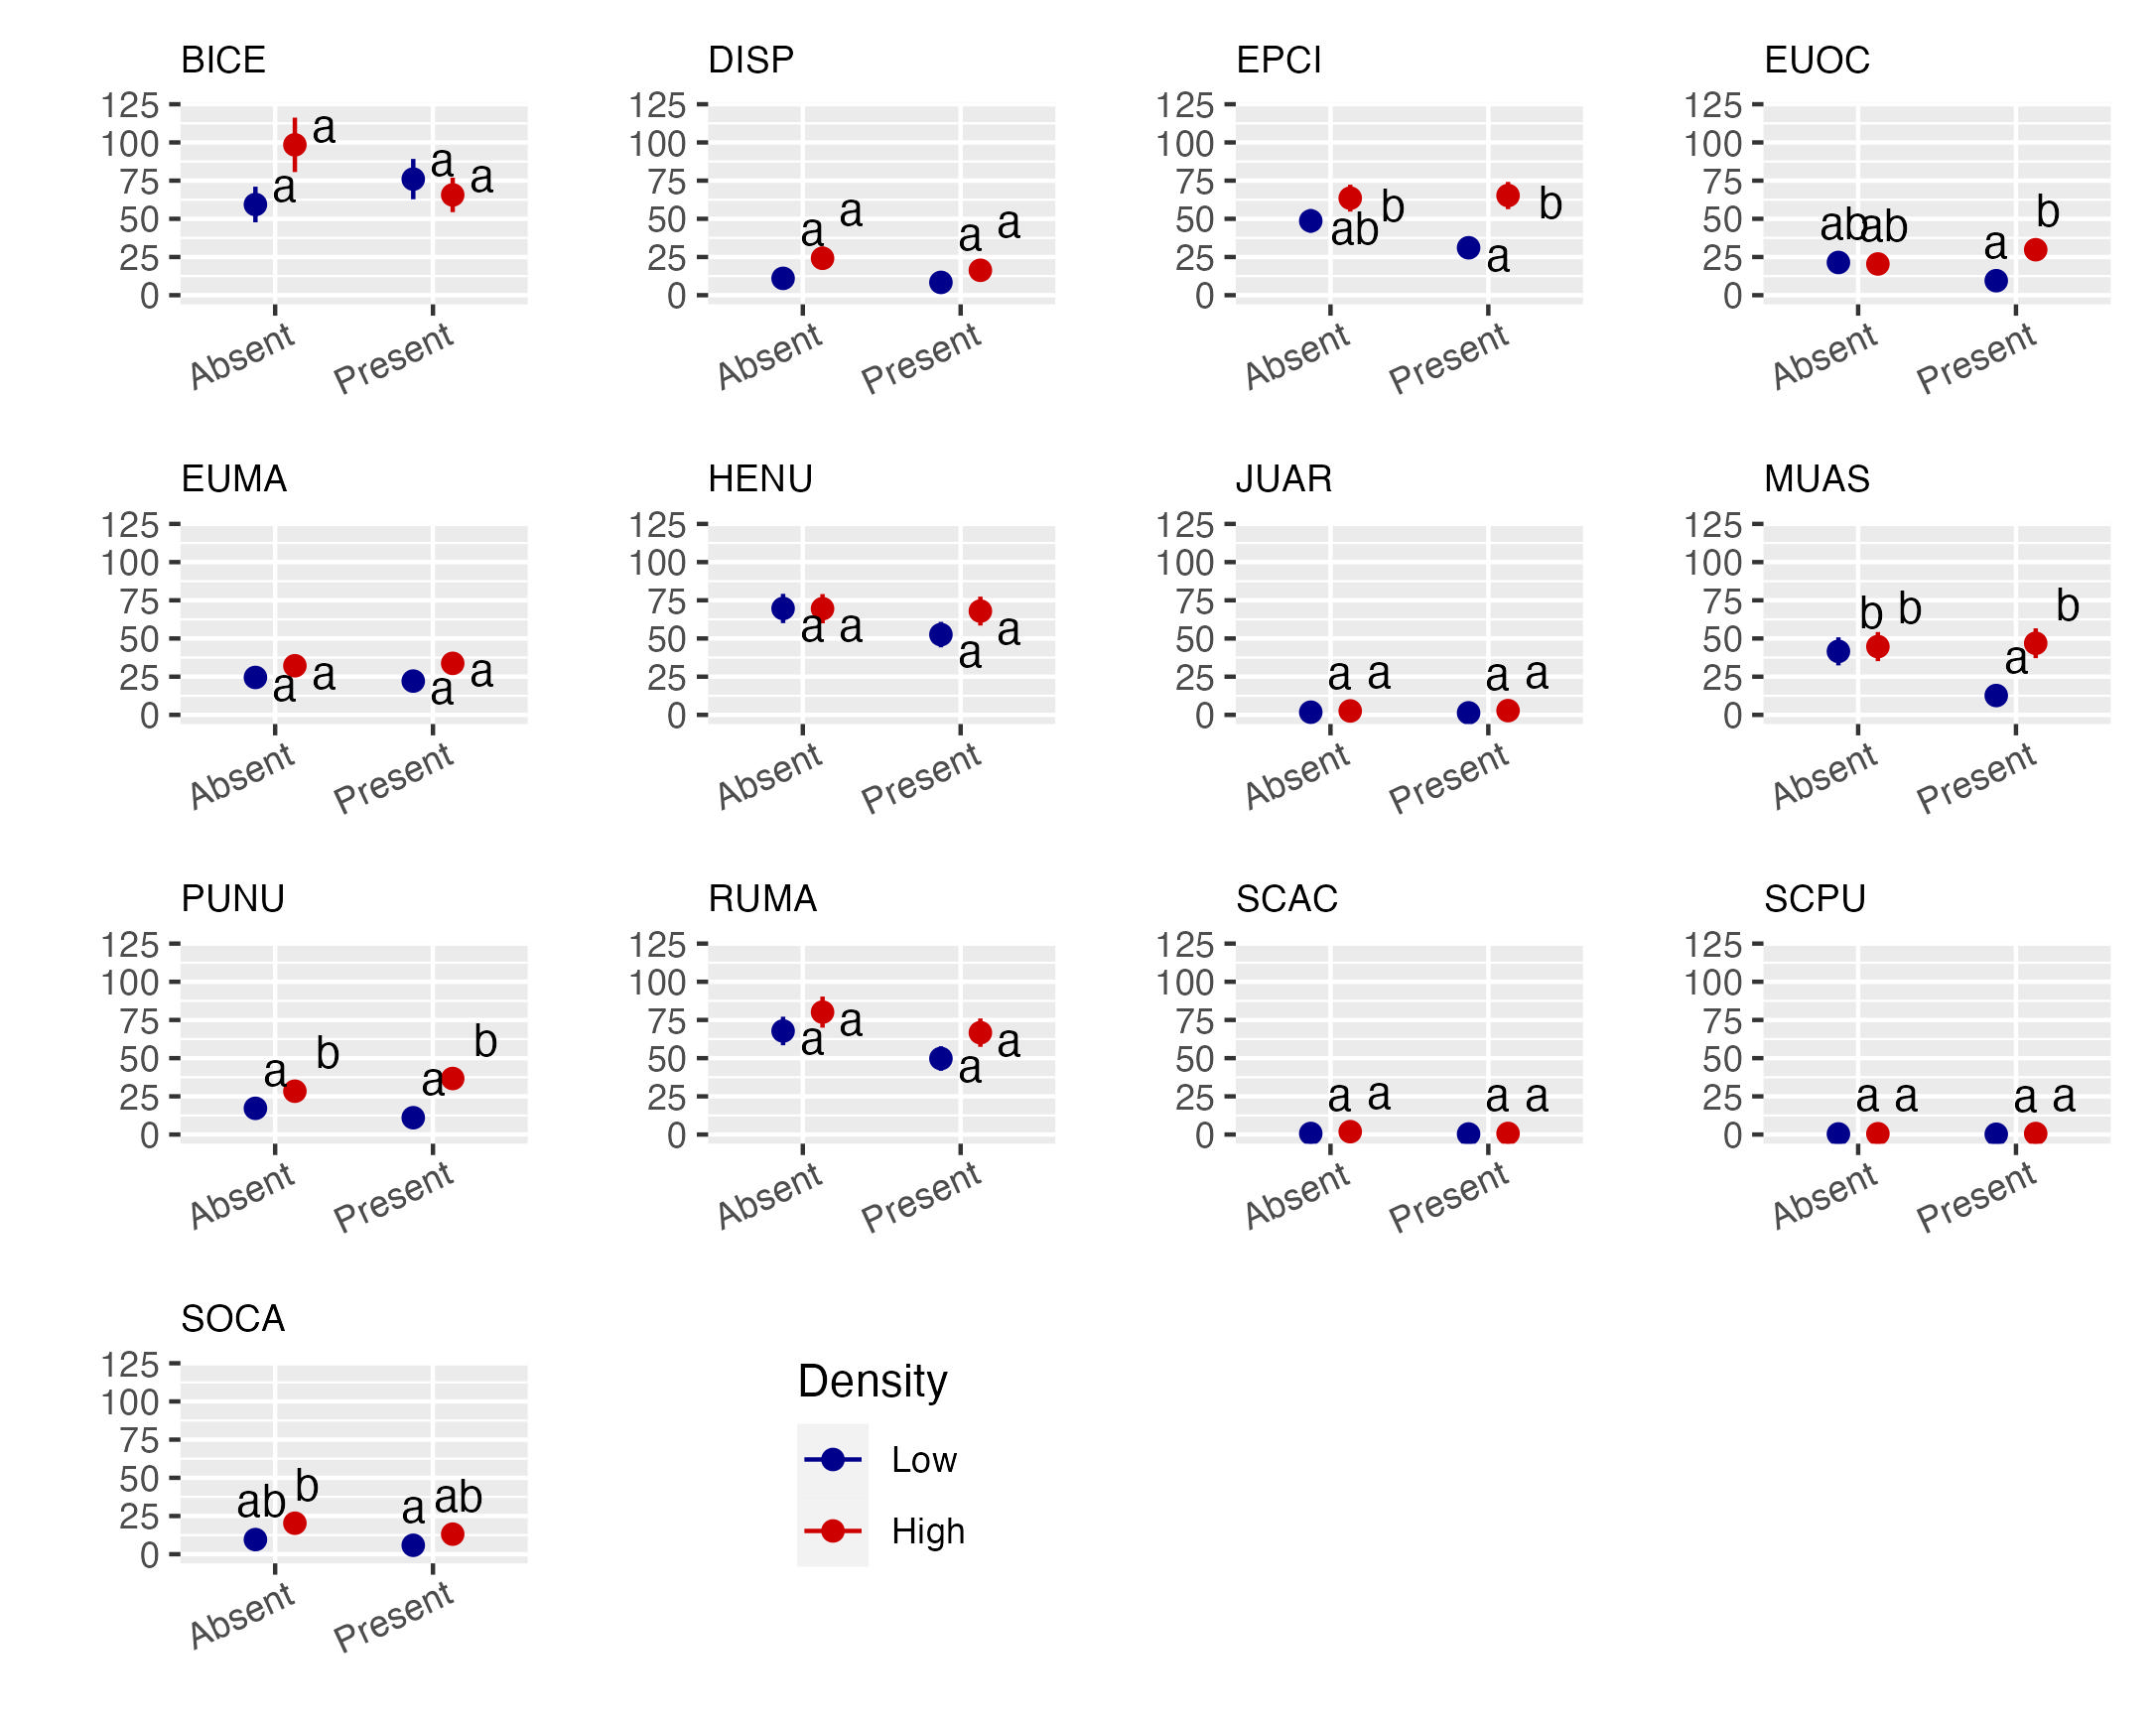 BICE DISP EPCI EUOC
125 125 125 125
100 a 100 100 100
75 a a a 75 75 75
50 50 a a a a 50 ab b a b 50 ab ab a b
25 25 25 25
0 0 0 0
Absent Present Absent Present Absent Present Absent Present
EUMA HENU JUAR MUAS
125 125 125 125
100 100 100 100
75 75 75 75
50 50 a a a a 50 50 b b a b
25 a a a a 25 25 a a a a 25
0 0 0 0
Absent Present Absent Present Absent Present Absent Present
PUNU RUMA SCAC SCPU
125 125 125 125
100 100 100 100
75 75 75 75
50 a b a b 50 a a a a 50 50
25 25 25 a a a a 25 a a a a
0 0 0 0
Absent Present Absent Present Absent Present Absent Present
SOCA
125 Density
100
75 Low
50
25 ab b a ab High
0
Absent Present